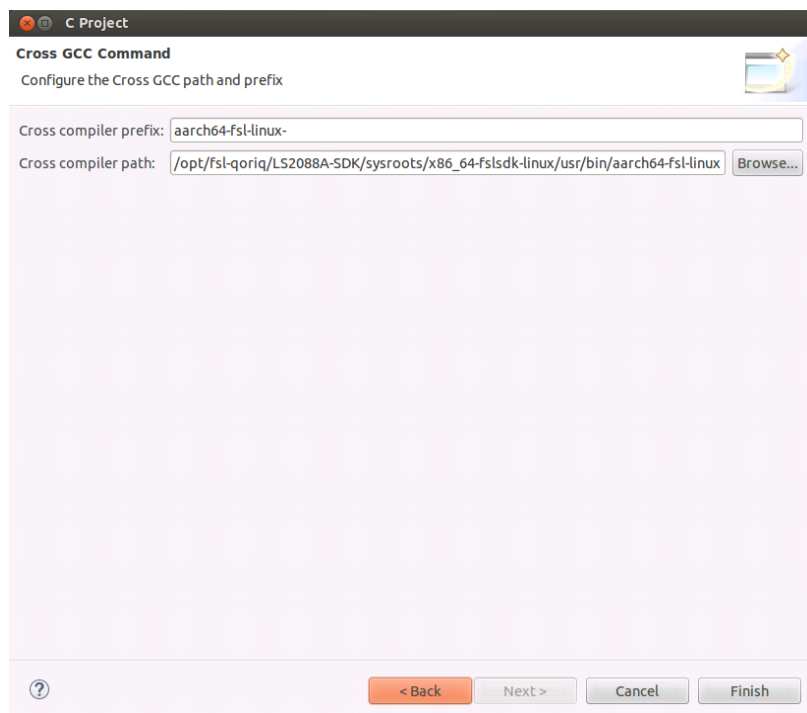 C Project
Cross GCC Command
Configure the Cross GCC path and prefix
Cross compiler prefix: aarch64-fsl-linux-
Cross compiler path: /opt/fsl-qoriq/LS2088A-SDK/sysroots/x86_64-fslsdk-linux/usr/bin/aarch64-fsl-linux Browse...
? < Back Next > Cancel Finish